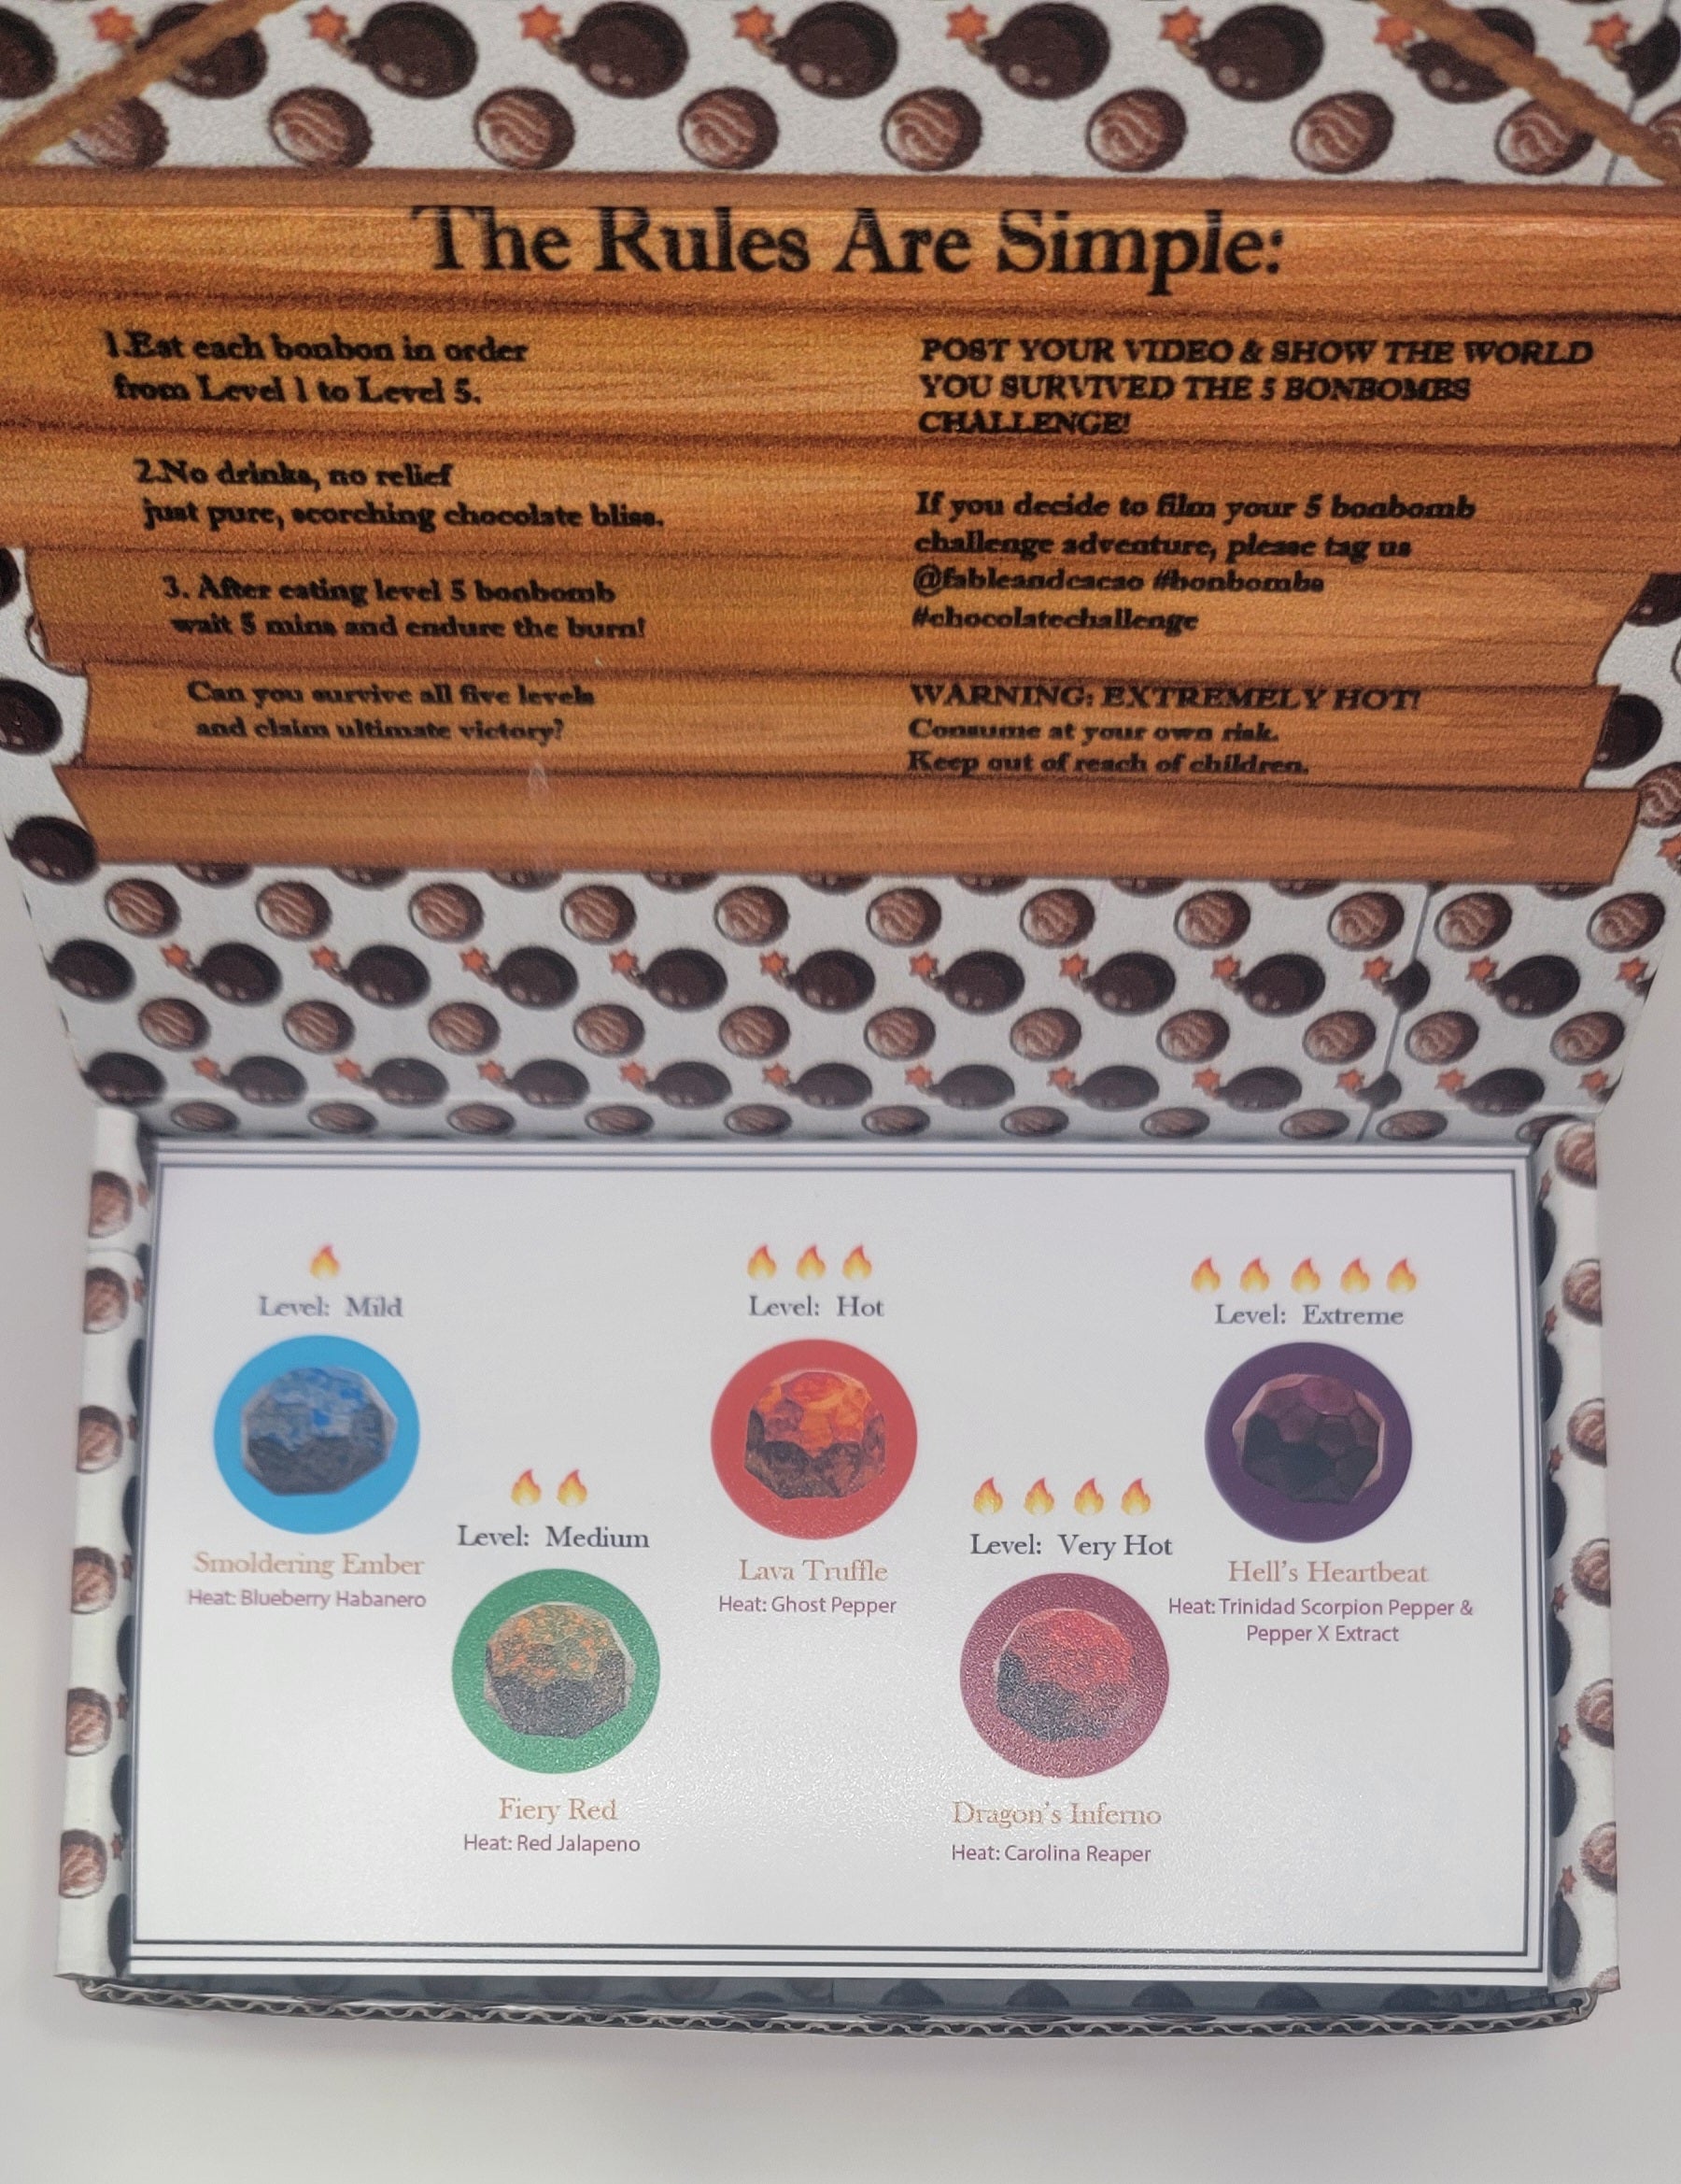 The Rules Are Simple:
1.Eat each bonbon in order
from Level 1 to Level 5.
2.No drinks, no relief
just pure, scorching chocolate bliss.
3. After eating level 5 bonbomb
wait 5 mins and endure the burn!
Can you survive all five levels
and claim ultimate victory?
POST YOUR VIDEO & SHOW THE WORLD
YOU SURVIVED THE 5 BONBOMBS
CHALLENGE!
If you decide to film your 5 bonbomb
challenge adventure, please tag us
@fableandcacao #bonbombs
#chocolatechallenge
WARNING: EXTREMELY HOT!
Consume at your own risk.
Keep out of reach of children.
Level: Mild
Smoldering Ember
Heat: Blueberry Habanero
Level: Medium
Fiery Red
Heat: Red Jalapeno
Level: Hot
Lava Truffle
Heat: Ghost Pepper
Level: Very Hot
Dragon's Inferno
Heat: Carolina Reaper
Level: Extreme
Hell's Heartbeat
Heat: Trinidad Scorpion Pepper &
Pepper X Extract